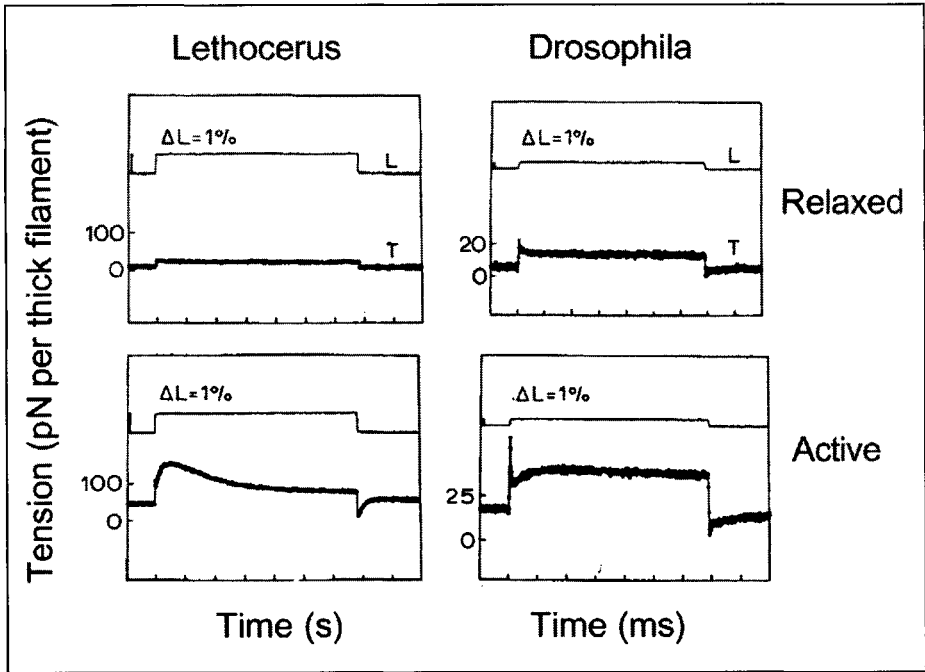 Lethocerus
Drosophila
Tension (pN per thick filament)
ΔL=1%
L
100
T
0
ΔL=1%
L
20
T
0
Relaxed
ΔL=1%
100
0
ΔL=1%
25
0
Active
Time (s)
Time (ms)